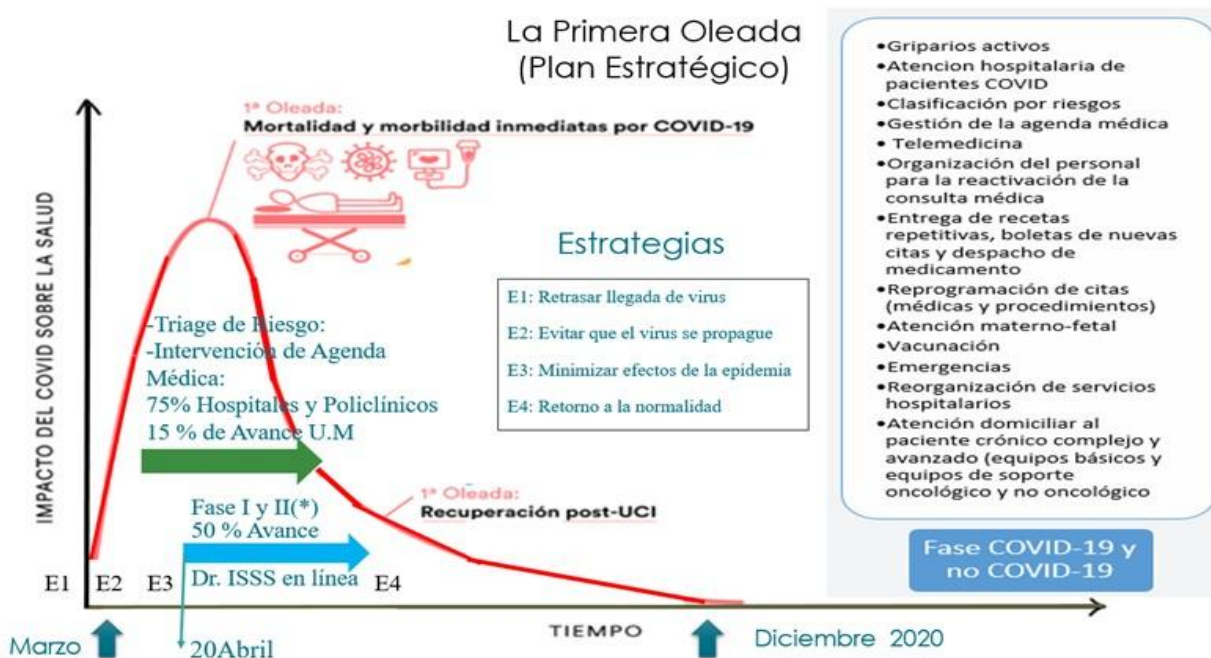 La Primera Oleada
(Plan Estratégico)
1ª Oleada:
Mortalidad y morbilidad inmediatas por COVID-19
IMPACTO DEL COVID SOBRE LA SALUD
-Triage de Riesgo:
-Intervención de Agenda
Médica:
75% Hospitales y Policlínicos
15 % de Avance U.M
Estrategias
E1: Retrasar llegada de virus
E2: Evitar que el virus se propague
E3: Minimizar efectos de la epidemia
E4: Retorno a la normalidad
1ª Oleada:
Recuperación post-UCI
Fase I y II(*)
50 % Avance
Dr. ISSS en línea
E1
E2
E3
E4
Marzo
20Abril
TIEMPO
Diciembre 2020
•Griparios activos
•Atencion hospitalaria de
pacientes COVID
•Clasificación por riesgos
•Gestión de la agenda médica
• Telemedicina
•Organización del personal
para la reactivación de la
consulta médica
•Entrega de recetas
repetitivas, boletas de nuevas
citas y despacho de
medicamento
•Reprogramación de citas
(médicas y procedimientos)
•Atención materno-fetal
•Vacunación
•Emergencias
•Reorganización de servicios
hospitalarios
•Atención domiciliar al
paciente crónico complejo y
avanzado (equipos básicos y
equipos de soporte
oncológico y no oncológico
Fase COVID-19 y
no COVID-19